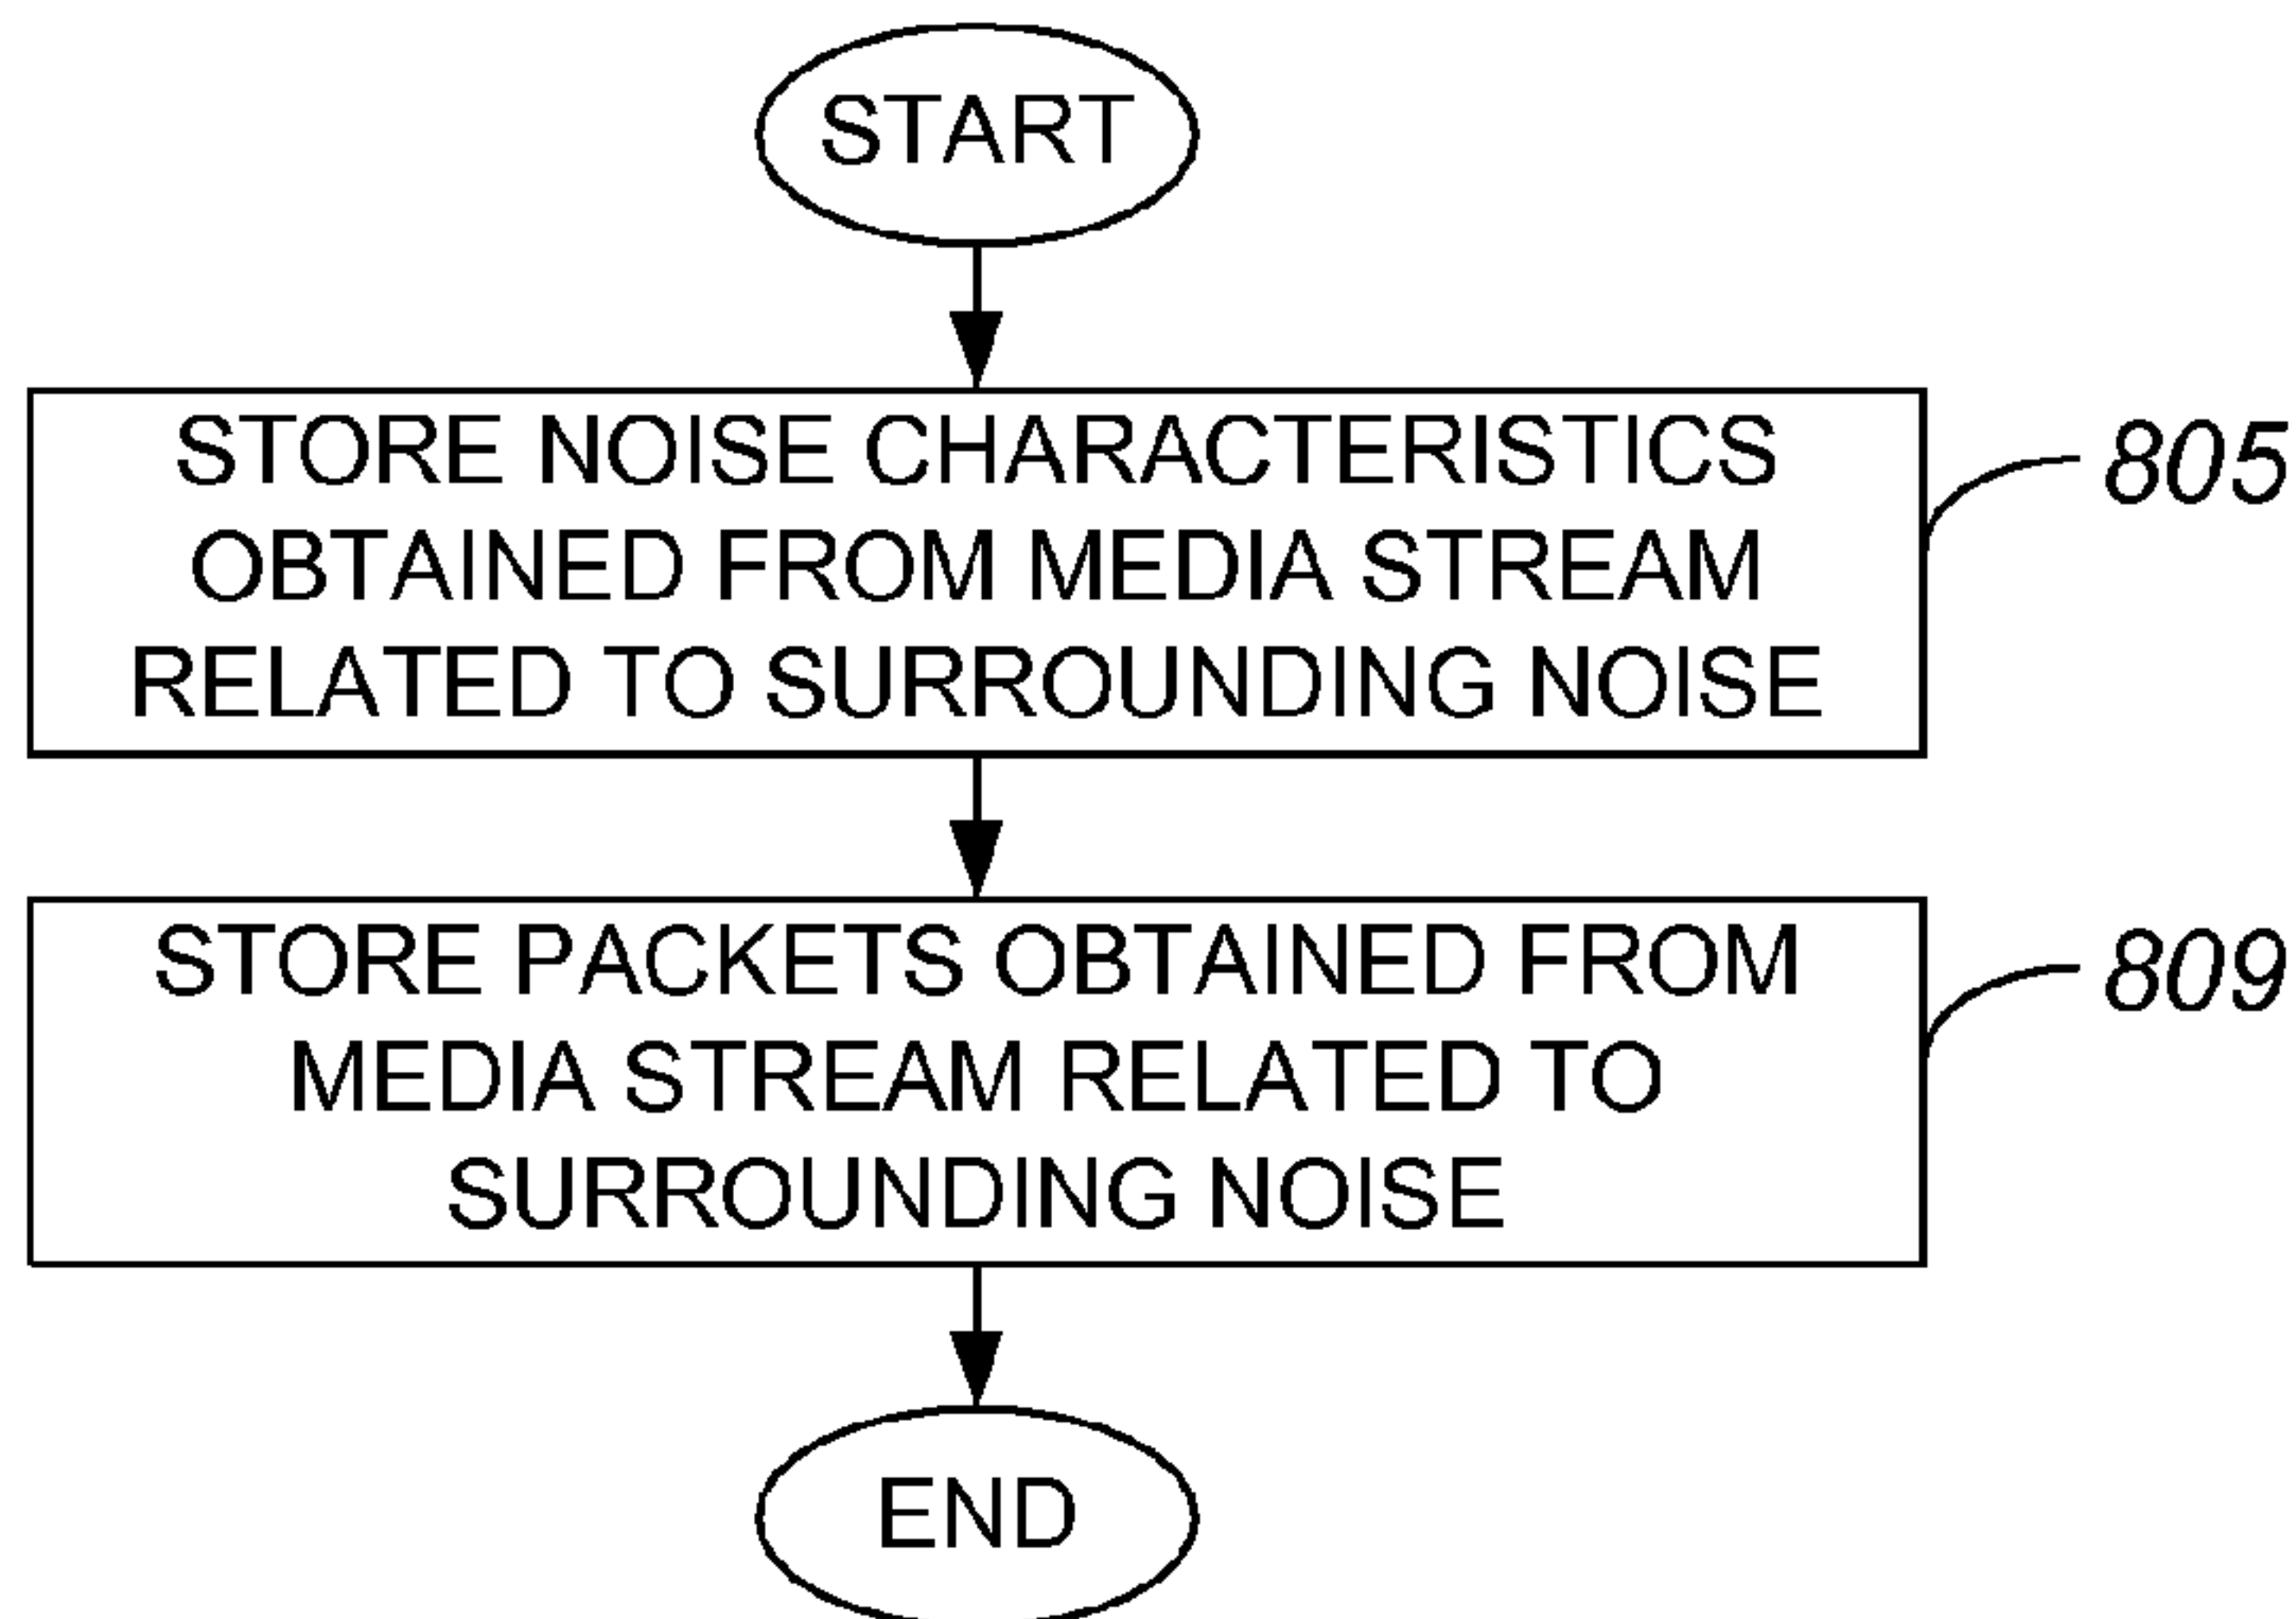 START
STORE NOISE CHARACTERISTICS
OBTAINED FROM MEDIA STREAM
RELATED TO SURROUNDING NOISE
805
STORE PACKETS OBTAINED FROM
MEDIA STREAM RELATED TO
SURROUNDING NOISE
809
END